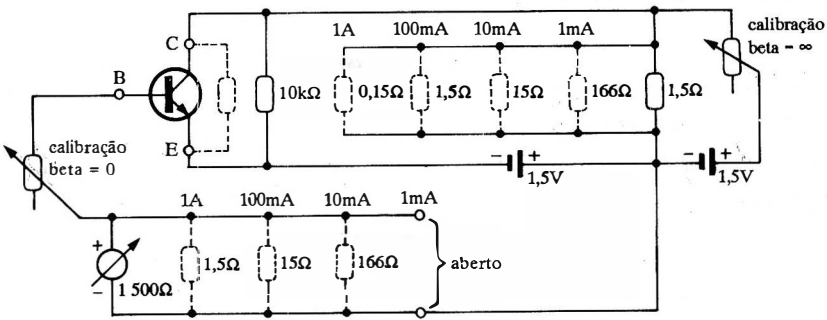 C
B
E
10kΩ
1A
100mA
10mA
1mA
0,15Ω
1,5Ω
15Ω
166Ω
1,5Ω
calibração
beta = ∞
calibração
beta = 0
− +
1,5V
− +
1,5V
1A
100mA
10mA
1mA
+
−
1 500Ω
1,5Ω
15Ω
166Ω
aberto